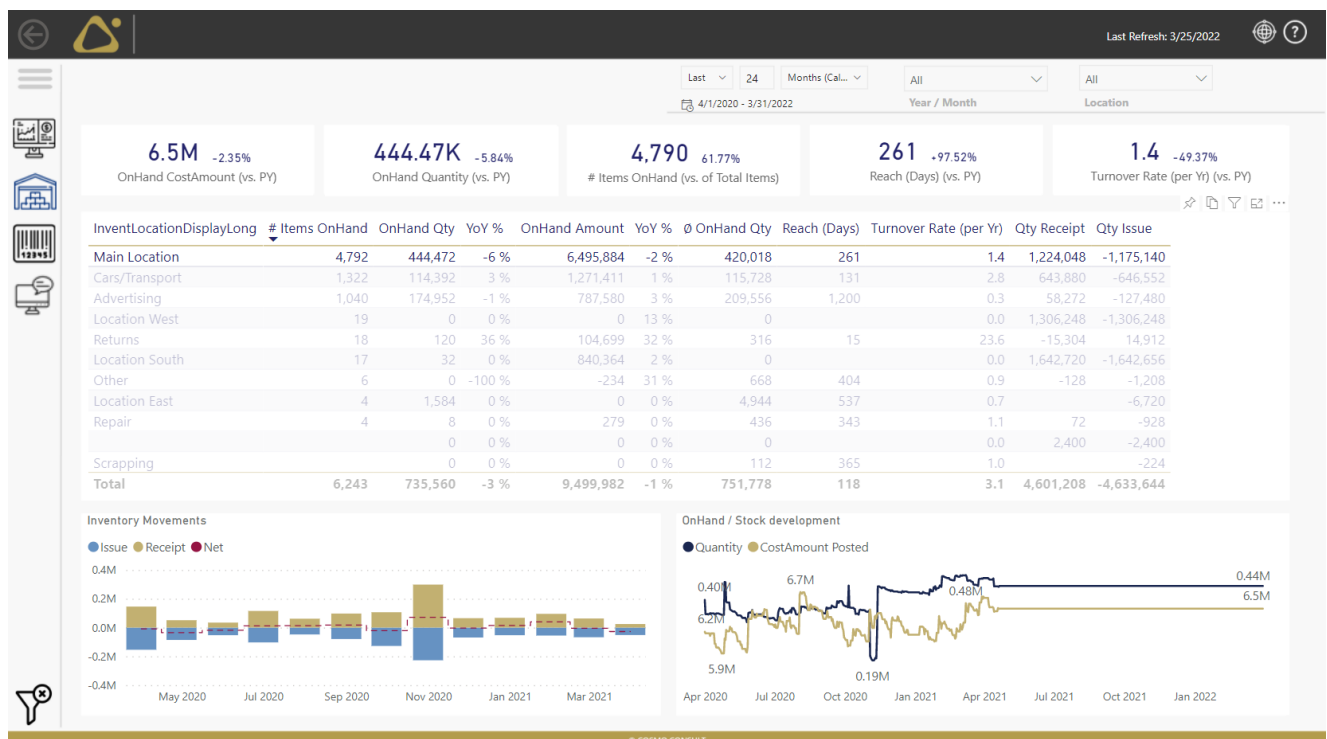 Last Refresh: 3/25/2022
?
Last 24 Months (Cal... All All
4/1/2020 - 3/31/2022 Year / Month Location
6.5M -2.35% 444.47K -5.84% 4,790 61.77% 261 +97.52% 1.4 -49.37%
OnHand CostAmount (vs. PY) OnHand Quantity (vs. PY) # Items OnHand (vs. of Total Items) Reach (Days) (vs. PY) Turnover Rate (per Yr) (vs. PY)
InventLocationDisplayLong # Items OnHand OnHand Qty YoY % OnHand Amount YoY % Ø OnHand Qty Reach (Days) Turnover Rate (per Yr) Qty Receipt Qty Issue
Main Location 4,792 444,472 -6 % 6,495,884 -2 % 420,018 261 1.4 1,224,048 -1,175,140
Cars/Transport 1,322 114,392 3 % 1,271,411 1 % 115,728 131 2.8 643,880 -646,552
Advertising 1,040 174,952 -1 % 787,580 3 % 209,556 1,200 0.3 58,272 -127,480
Location West 19 0 0 % 0 13 % 0 0.0 1,306,248 -1,306,248
Returns 18 120 36 % 104,699 32 % 316 15 23.6 -15,304 14,912
Location South 17 32 0 % 840,364 2 % 0 0.0 1,642,720 -1,642,656
Other 6 0 -100 % -234 31 % 668 404 0.9 -128 -1,208
Location East 4 1,584 0 % 0 0 % 4,944 537 0.7 -6,720
Repair 4 8 0 % 279 0 % 436 343 1.1 72 -928
0 0 % 0 0 % 0 0.0 2,400 -2,400
Scrapping 0 0 % 0 0 % 112 365 1.0 -224
Total 6,243 735,560 -3 % 9,499,982 -1 % 751,778 118 3.1 4,601,208 -4,633,644
Inventory Movements
Issue Receipt Net
0.4M
0.2M
0.0M
-0.2M
-0.4M
May 2020 Jul 2020 Sep 2020 Nov 2020 Jan 2021 Mar 2021
OnHand / Stock development
Quantity CostAmount Posted
0.40M 6.7M 0.48M 0.44M
6.2M 6.5M
5.9M 0.19M
Apr 2020 Jul 2020 Oct 2020 Jan 2021 Apr 2021 Jul 2021 Oct 2021 Jan 2022
12345